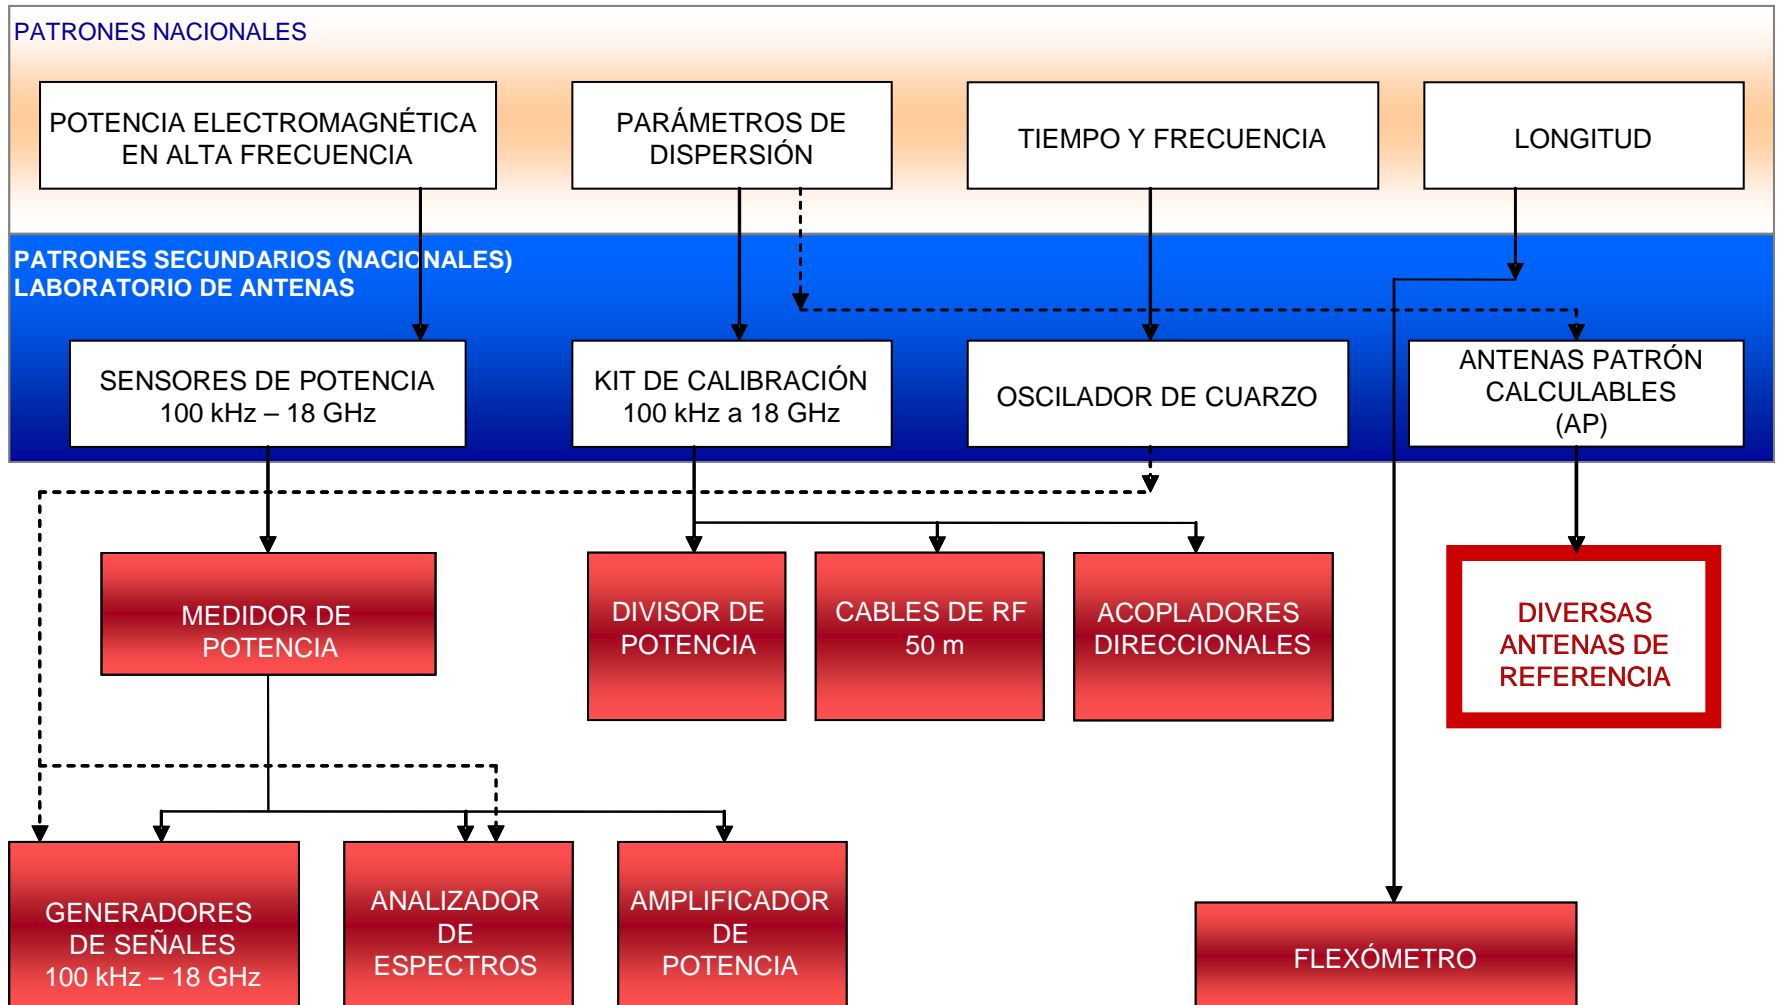 PATRONES NACIONALES
POTENCIA ELECTROMAGNÉTICA
EN ALTA FRECUENCIA
PARÁMETROS DE
DISPERSIÓN
TIEMPO Y FRECUENCIA
LONGITUD
PATRONES SECUNDARIOS (NACIONALES)
LABORATORIO DE ANTENAS
SENSORES DE POTENCIA
100 kHz – 18 GHz
KIT DE CALIBRACIÓN
100 kHz a 18 GHz
OSCILADOR DE CUARZO
ANTENAS PATRÓN
CALCULABLES
(AP)
MEDIDOR DE
POTENCIA
DIVISOR DE
POTENCIA
CABLES DE RF
50 m
ACOPLADORES
DIRECCIONALES
DIVERSAS
ANTENAS DE
REFERENCIA
GENERADORES
DE SEÑALES
100 kHz – 18 GHz
ANALIZADOR
DE
ESPECTROS
AMPLIFICADOR
DE
POTENCIA
FLEXÓMETRO